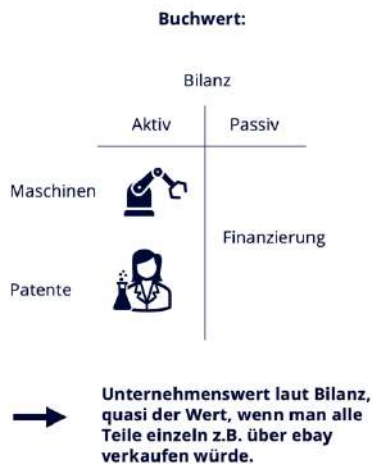 Buchwert:
Bilanz
Aktiv Passiv
Maschinen
Finanzierung
Patente
Unternehmenswert laut Bilanz,
quasi der Wert, wenn man alle
Teile einzeln z.B. über ebay
verkaufen würde.